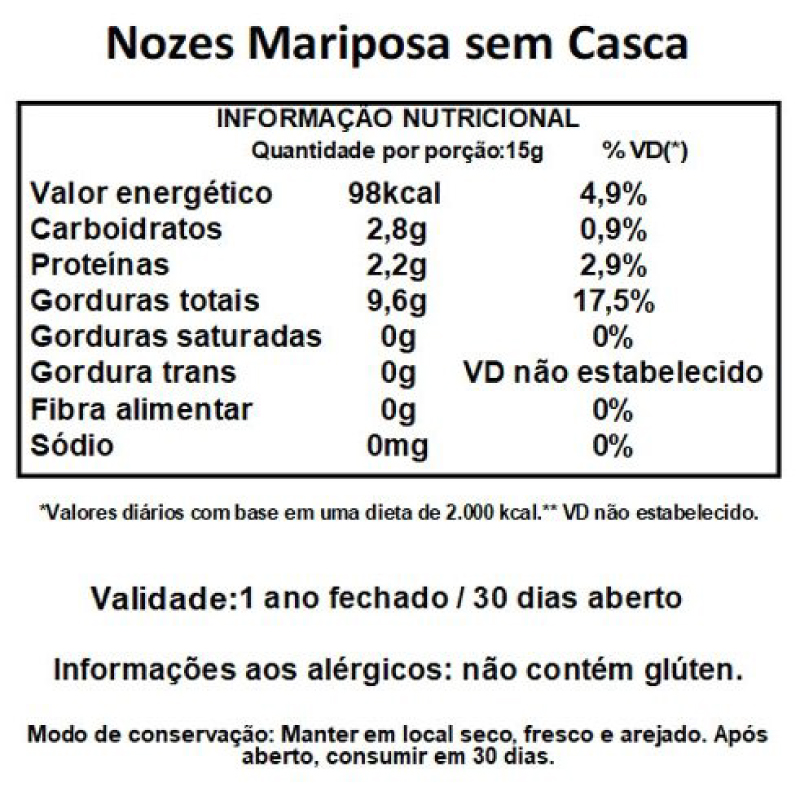 Nozes Mariposa sem Casca
INFORMAÇÃO NUTRICIONAL
Quantidade por porção:15g % VD(*)
Valor energético 98kcal 4,9%
Carboidratos 2,8g 0,9%
Proteínas 2,2g 2,9%
Gorduras totais 9,6g 17,5%
Gorduras saturadas 0g 0%
Gordura trans 0g VD não estabelecido
Fibra alimentar 0g 0%
Sódio 0mg 0%
*Valores diários com base em uma dieta de 2.000 kcal.** VD não estabelecido.
Validade:1 ano fechado / 30 dias aberto
Informações aos alérgicos: não contém glúten.
Modo de conservação: Manter em local seco, fresco e arejado. Após
aberto, consumir em 30 dias.